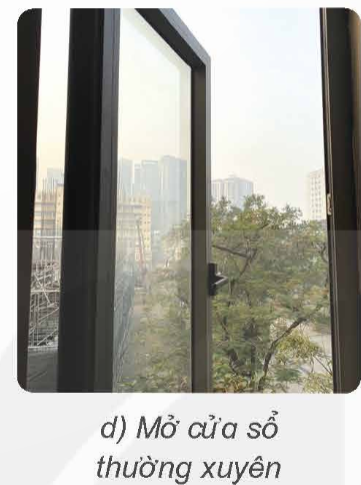 d) Mở cửa sổ
thường xuyên